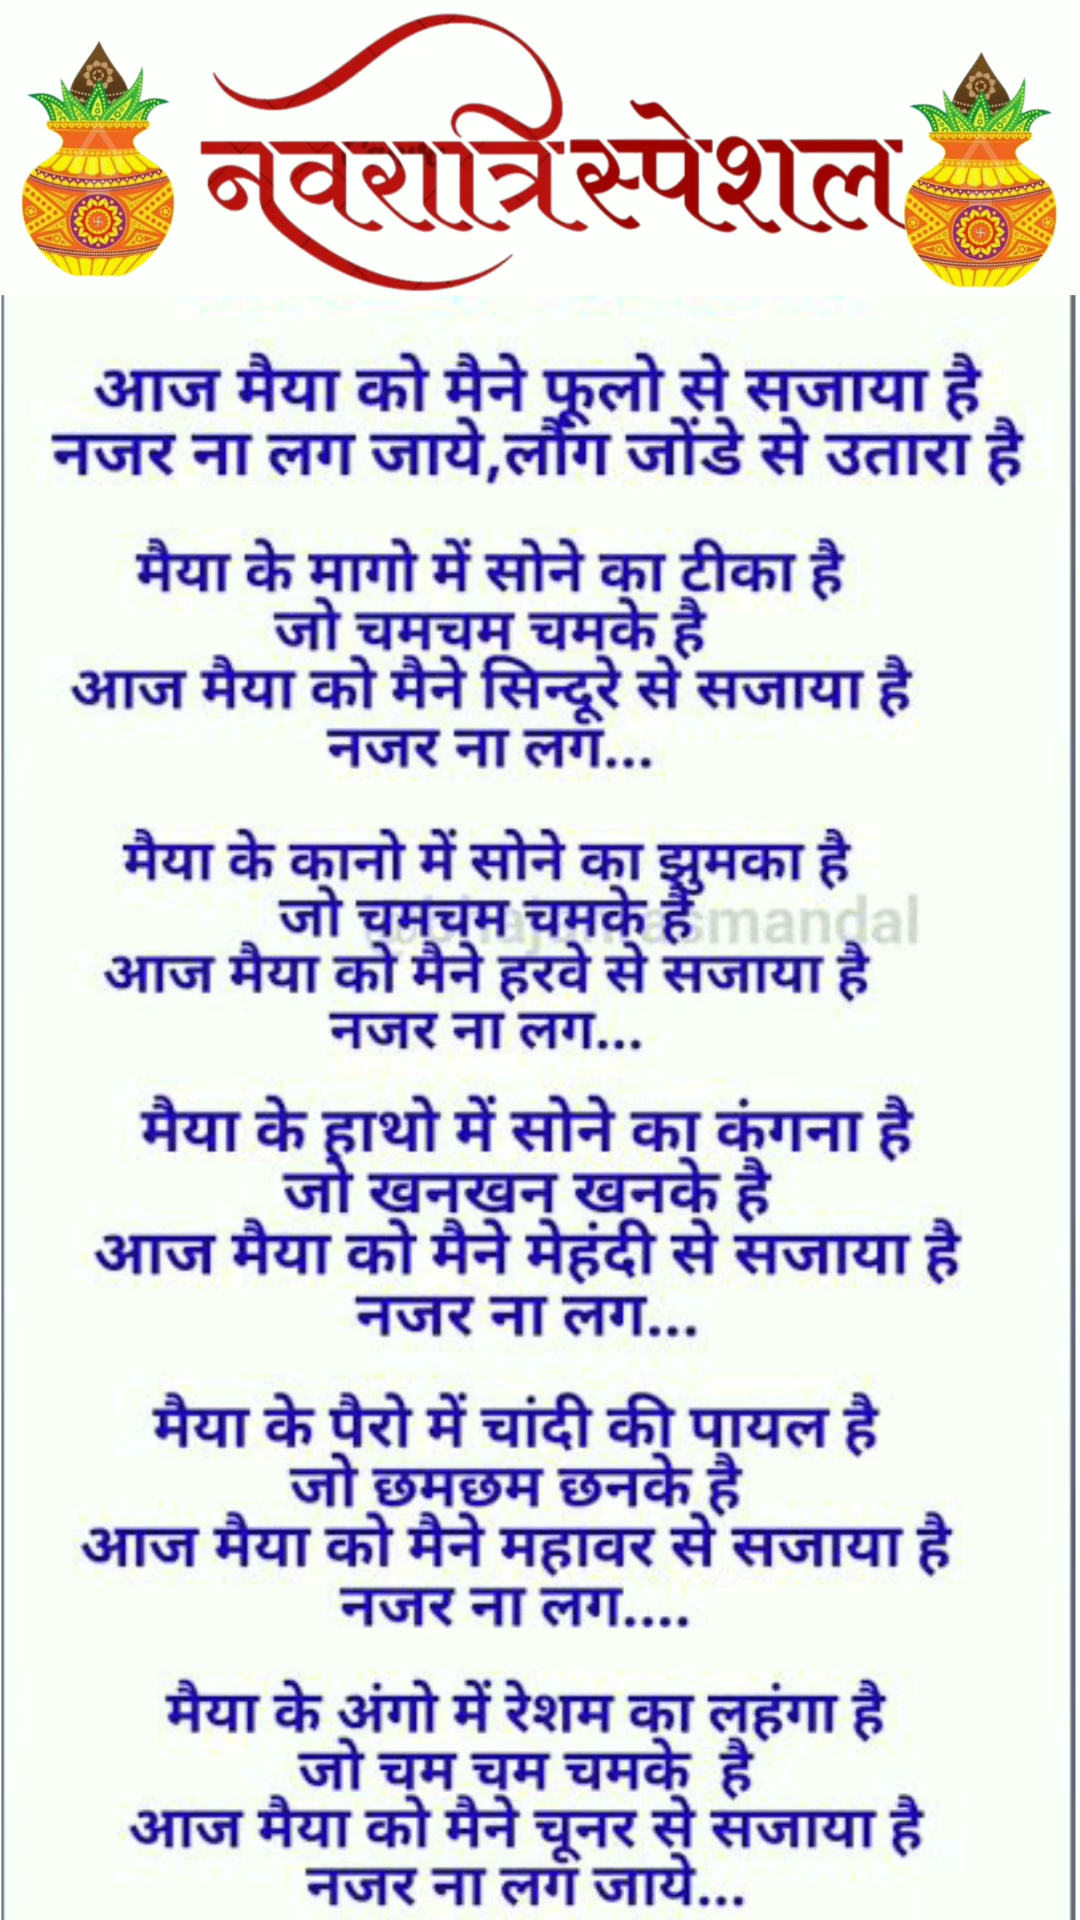 नवरात्रि स्पेशल
आज मैया को मैने फूलो से सजाया है
नजर ना लग जाये,लौंग जोंडे से उतारा है
मैया के मागो में सोने का टीका है
जो चमचम चमके है
आज मैया को मैने सिन्दूरे से सजाया है
नजर ना लग...
मैया के कानो में सोने का झुमका है
जो चमचम चमके है
आज मैया को मैने हरवे से सजाया है
नजर ना लग...
मैया के हाथो में सोने का कंगना है
जो खनखन खनके है
आज मैया को मैने मेहंदी से सजाया है
नजर ना लग...
मैया के पैरो में चांदी की पायल है
जो छमछम छनके है
आज मैया को मैने महावर से सजाया है
नजर ना लग....
मैया के अंगो में रेशम का लहंगा है
जो चम चम चमके है
आज मैया को मैने चूनर से सजाया है
नजर ना लग जाये...